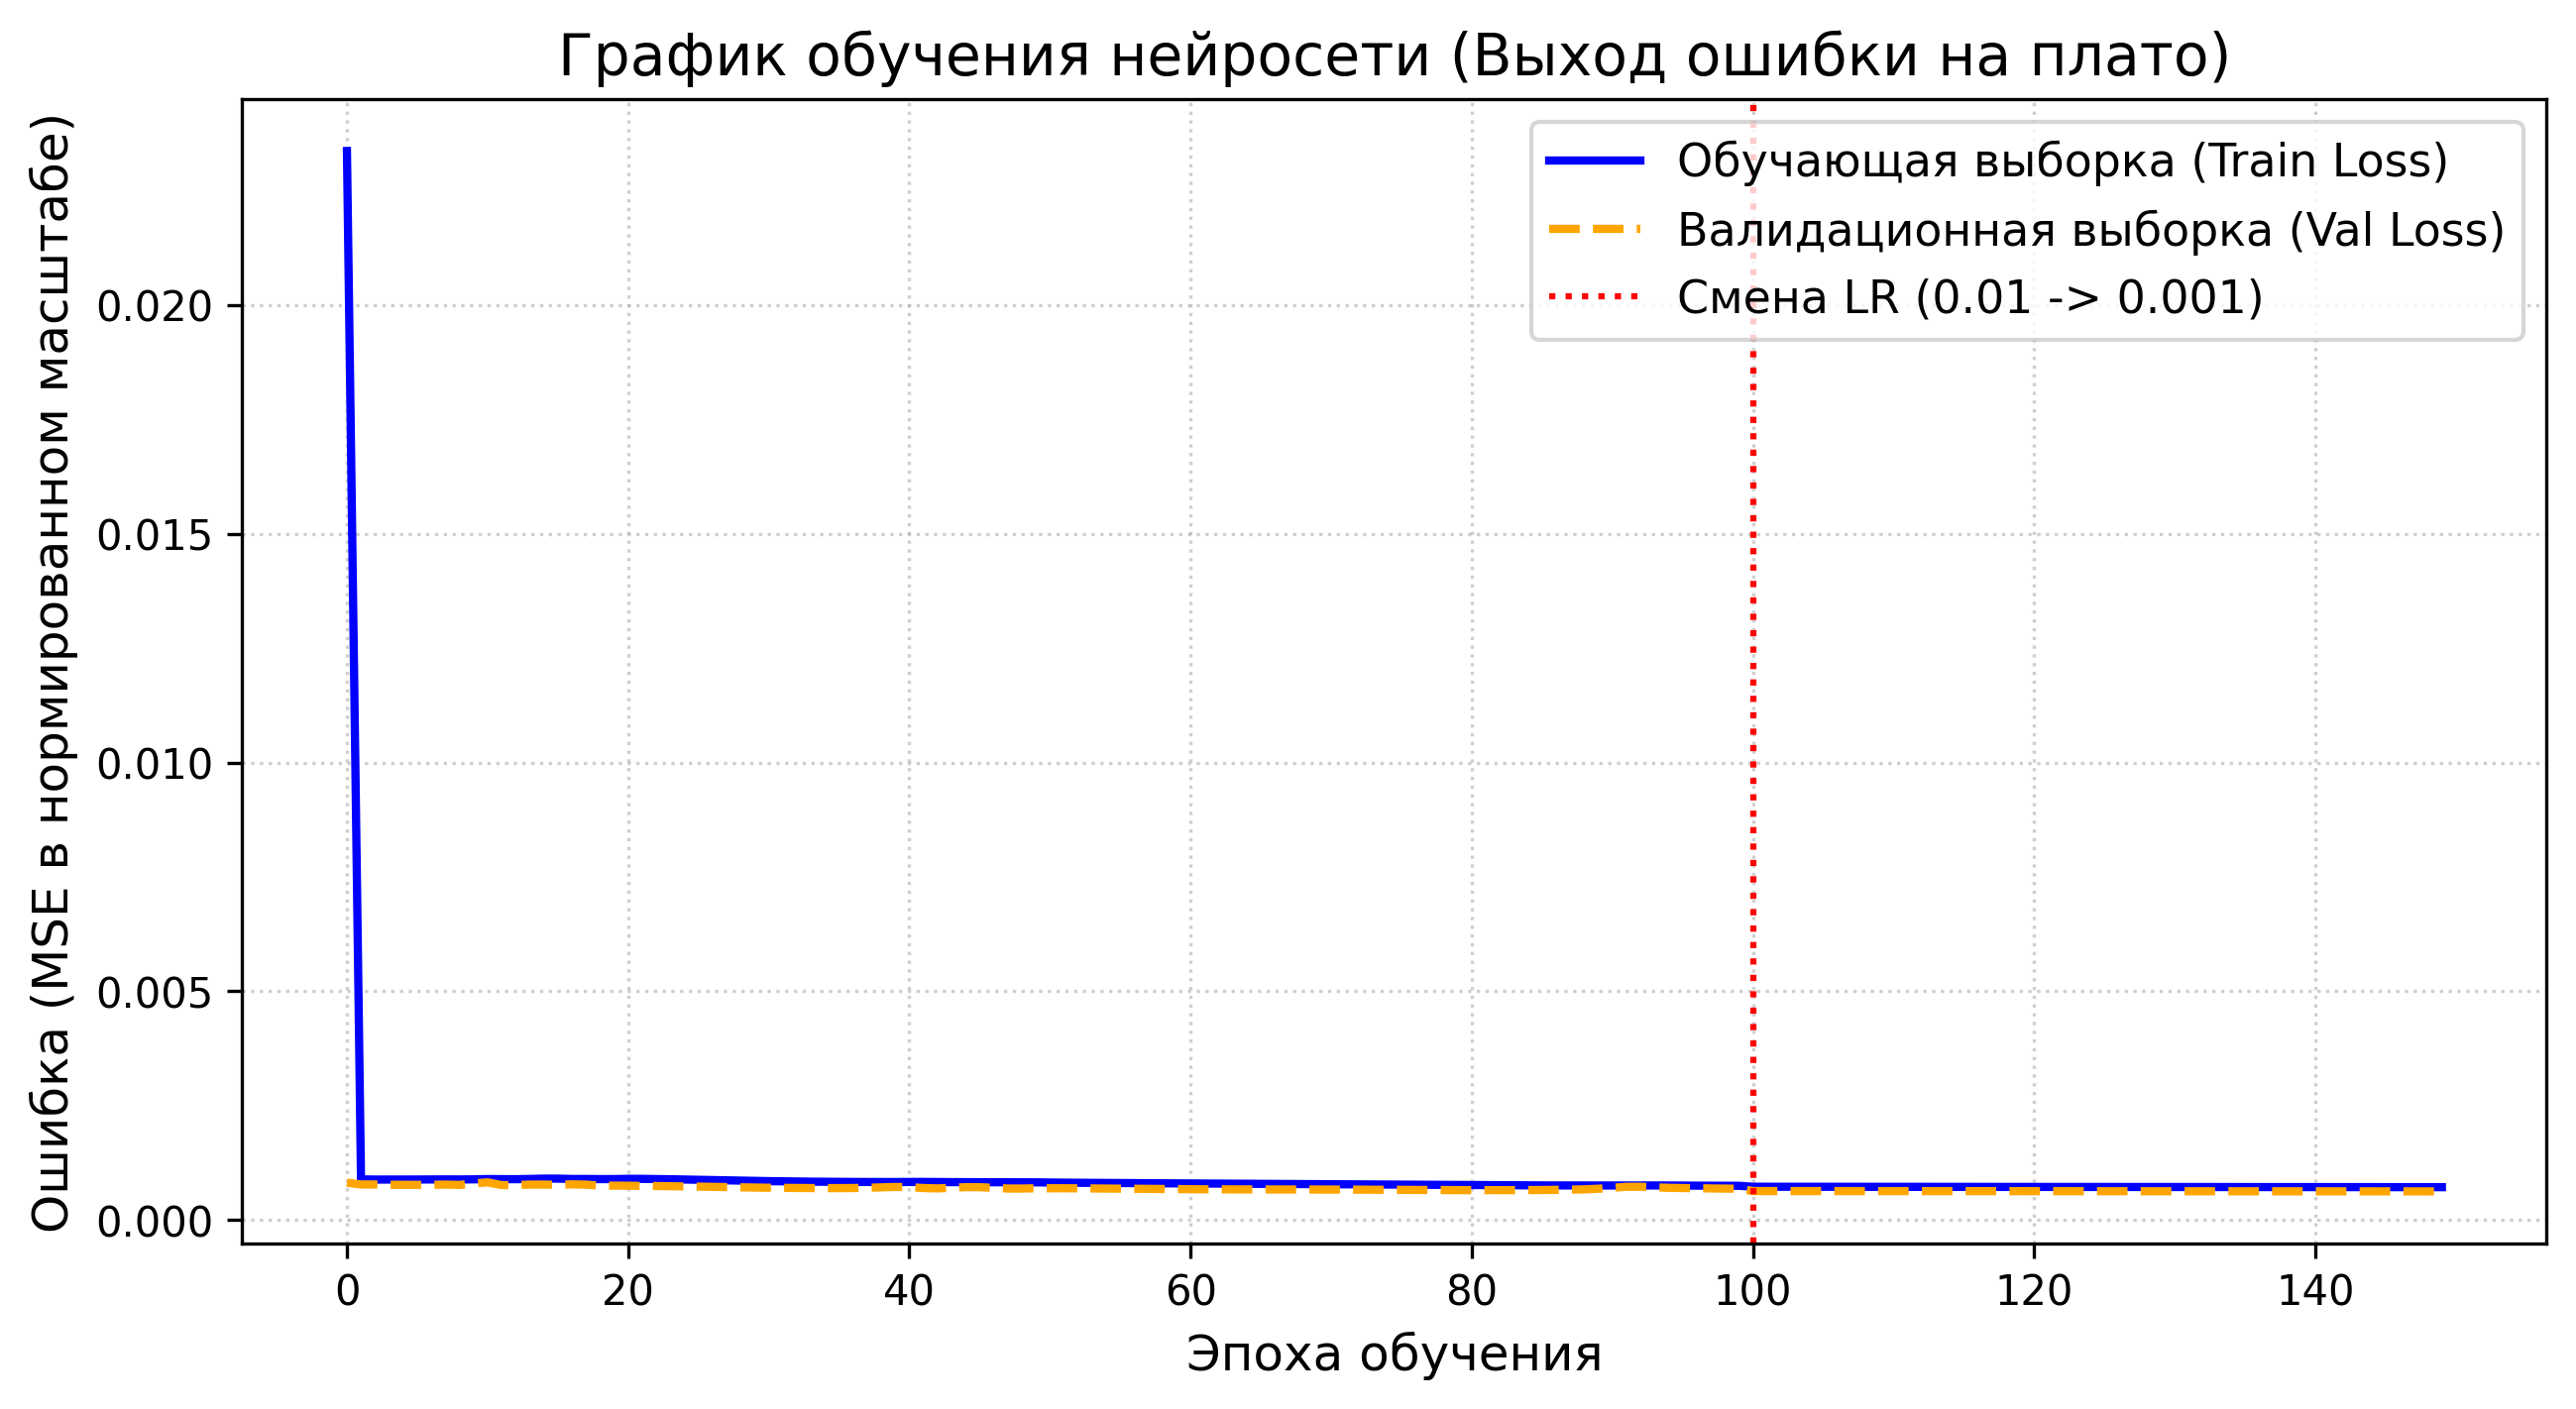 График обучения нейросети (Выход ошибки на плато)
Ошибка (MSE в нормированном масштабе)
Обучающая выборка (Train Loss)
Валидационная выборка (Val Loss)
Смена LR (0.01 -> 0.001)
0.020
0.015
0.010
0.005
0.000
0 20 40 60 80 100 120 140
Эпоха обучения